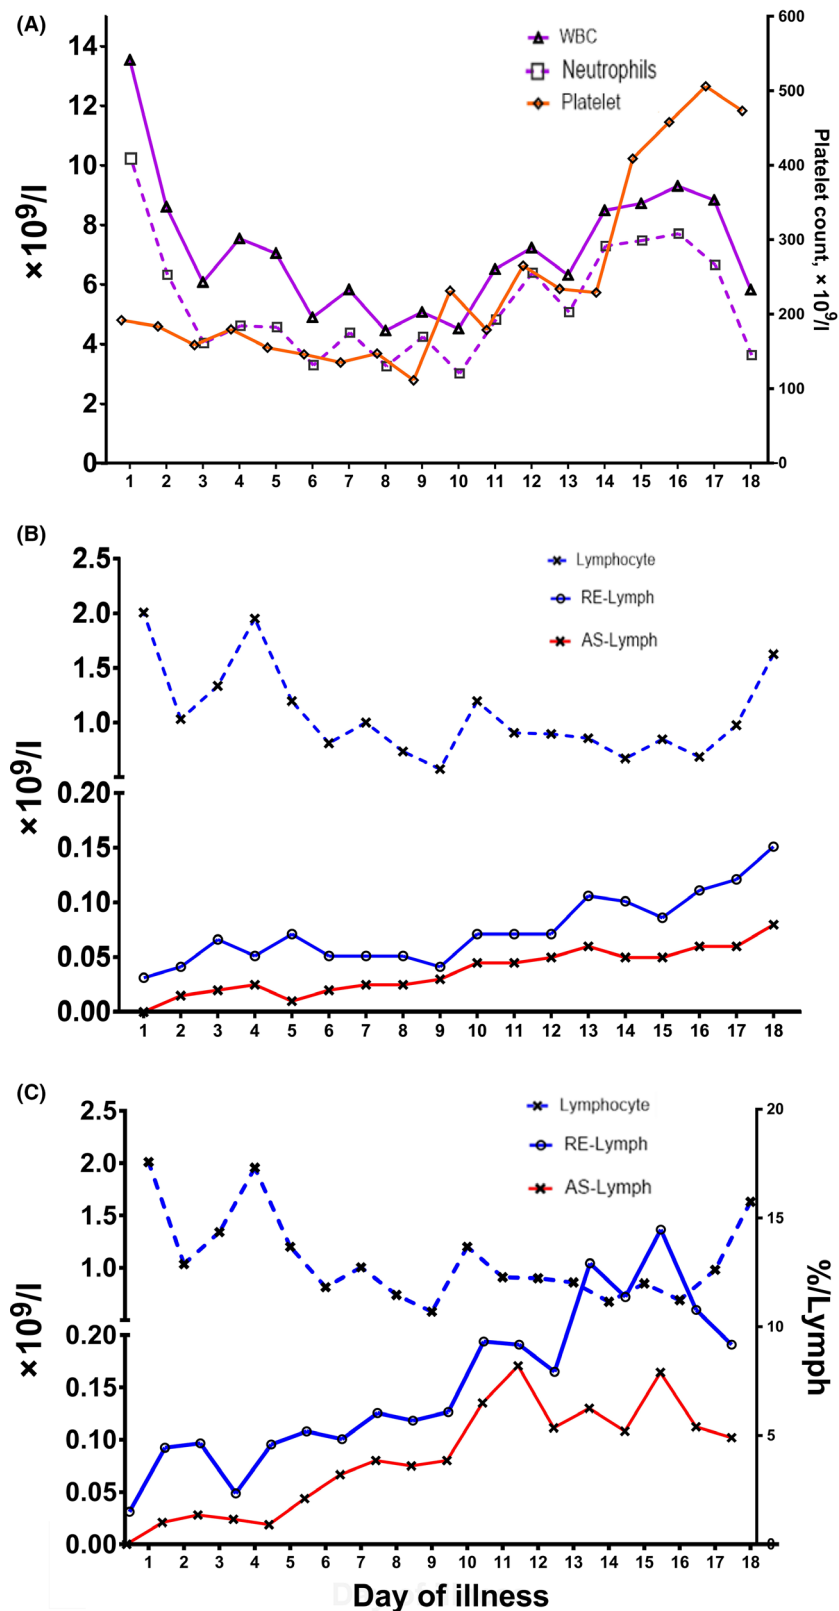 (A)
WBC
Neutrophils
Platelet
×10⁹/l
14
12
10
8
6
4
2
0
600
500
400
300
200
100
0
Platelet count, × 10⁹/l
1 2 3 4 5 6 7 8 9 10 11 12 13 14 15 16 17 18
(B)
Lymphocyte
RE-Lymph
AS-Lymph
×10⁹/l
2.5
2.0
1.5
1.0
0.20
0.15
0.10
0.05
0.00
1 2 3 4 5 6 7 8 9 10 11 12 13 14 15 16 17 18
(C)
Lymphocyte
RE-Lymph
AS-Lymph
×10⁹/l
2.5
2.0
1.5
1.0
0.20
0.15
0.10
0.05
0.00
20
15
10
5
0
%/Lymph
1 2 3 4 5 6 7 8 9 10 11 12 13 14 15 16 17 18
Day of illness